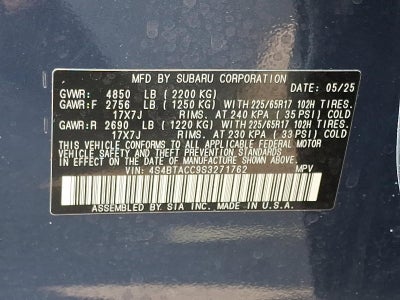 MFD BY SUBARU CORPORATION
GVWR: 4850 LB ( 2200 KG) DATE: 05/25
GAWR:F 2756 LB ( 1250 KG) WITH 225/65R17 102H TIRES.
17X7J RIMS. AT 240 KPA ( 35 PSI) COLD
GAWR:R 2690 LB ( 1220 KG) WITH 225/65R17 102H TIRES.
17X7J RIMS. AT 230 KPA ( 33 PSI) COLD
THIS VEHICLE CONFORMS TO ALL APPLICABLE FEDERAL MOTOR
VEHICLE SAFETY AND THEFT PREVENTION STANDARDS IN EFFECT ON THE
DATE OF MANUFACTURE SHOWN ABOVE.
VIN: 4S4BTACC9S3271762 MPV
ASSEMBLED BY SIA INC. MADE IN U.S.A.